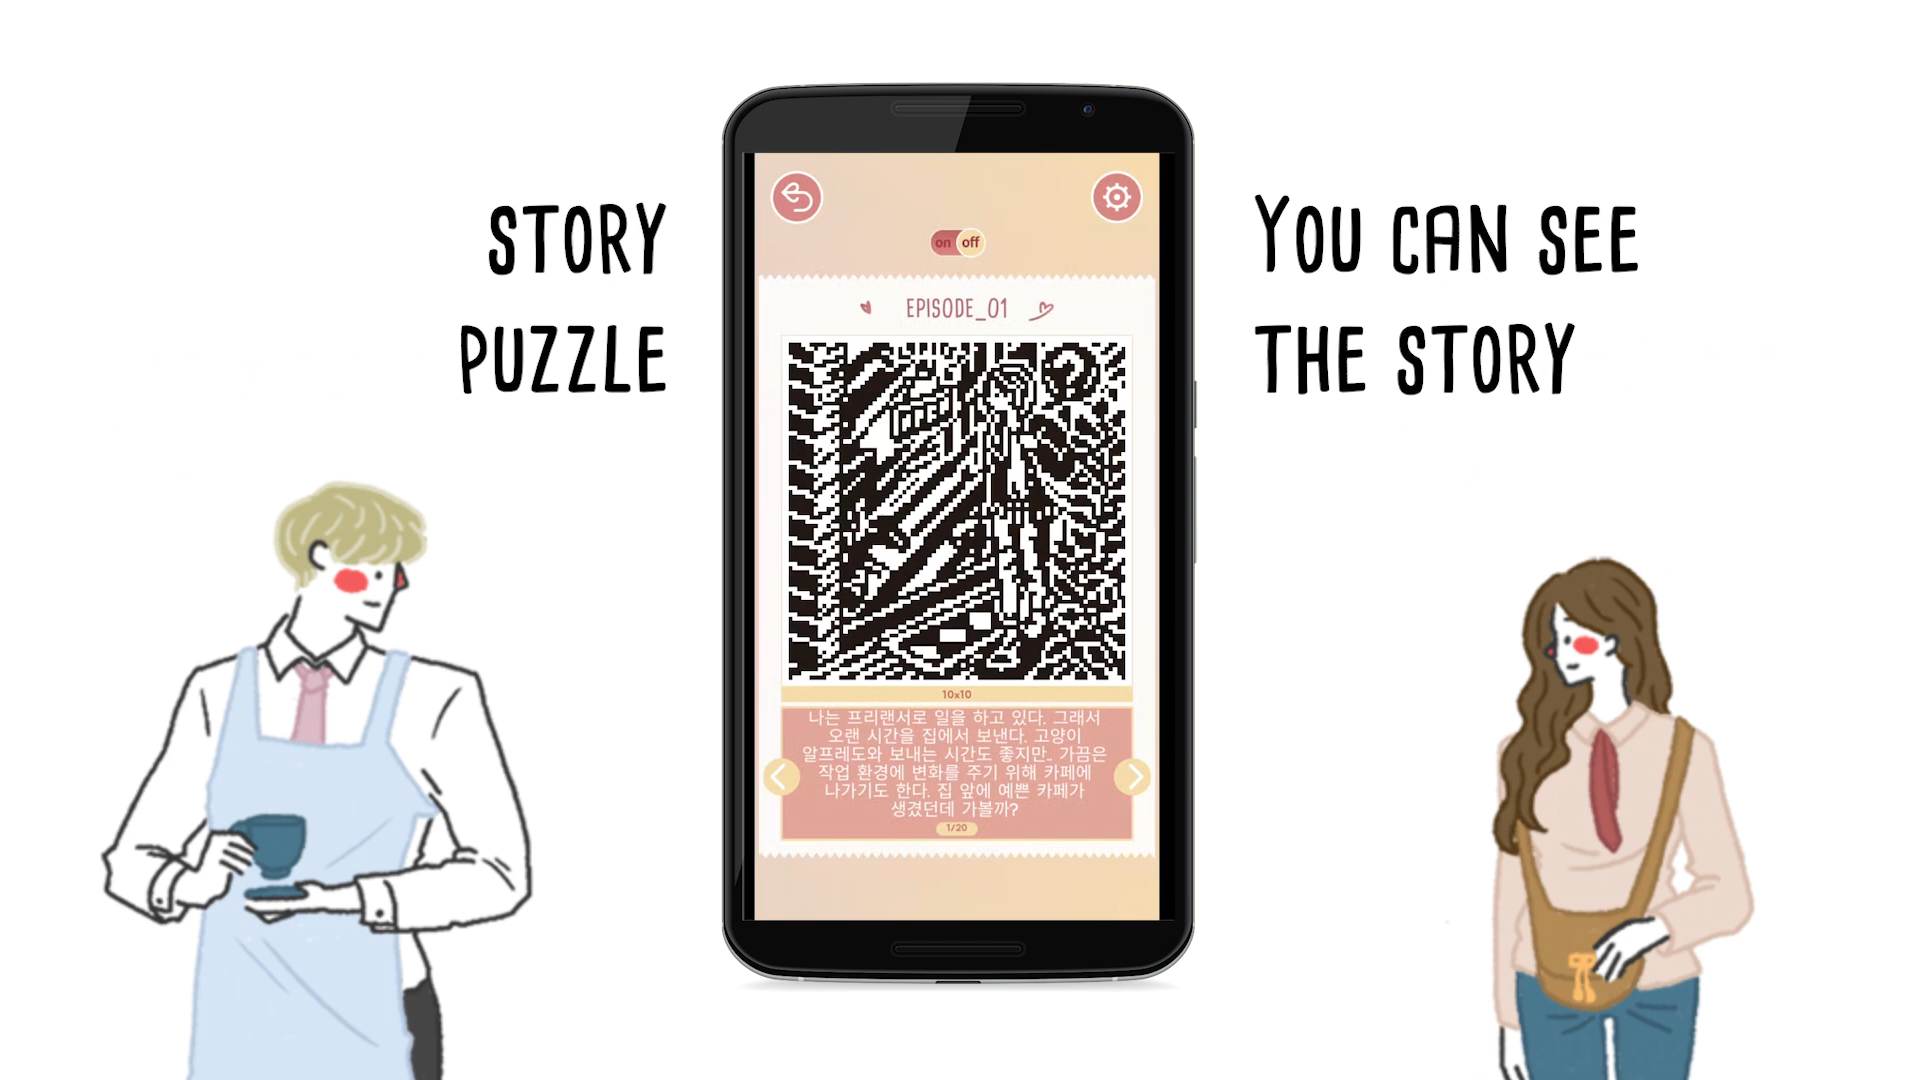 STORY
PUZZLE
YOU CAN SEE
THE STORY
on off
EPISODE_01
10x10
나는 프리랜서로 일을 하고 있다. 그래서
오랜 시간을 집에서 보낸다. 고양이
알프레도와 보내는 시간도 좋지만.. 가끔은
작업 환경에 변화를 주기 위해 카페에
나가기도 한다. 집 앞에 예쁜 카페가
생겼던데 가볼까?
1/20